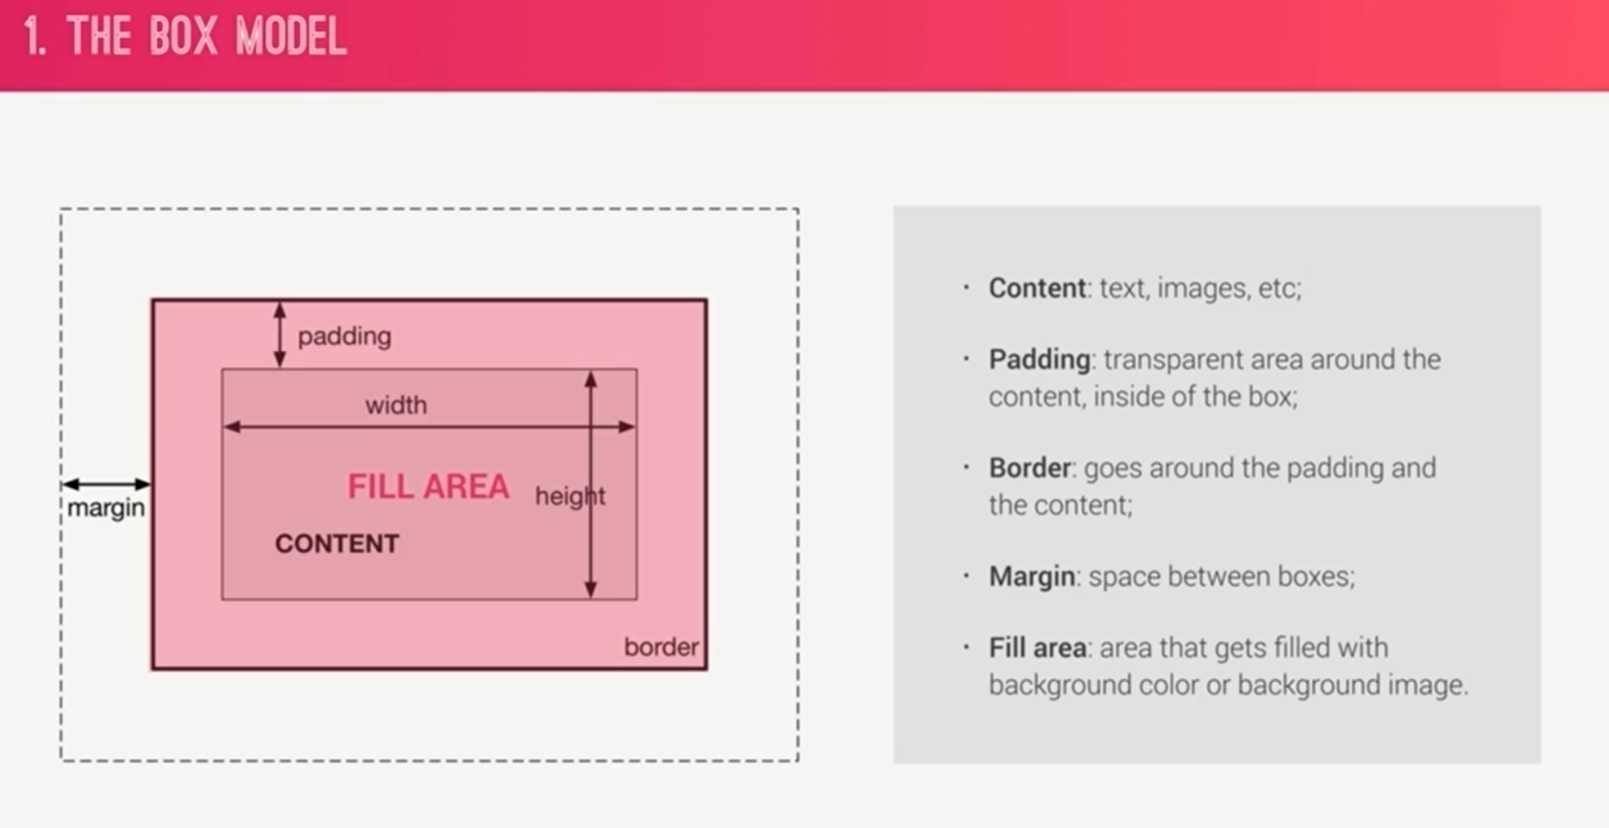 1. THE BOX MODEL
padding
width
FILL AREA
height
margin
CONTENT
border
· Content: text, images, etc;
· Padding: transparent area around the
content, inside of the box;
· Border: goes around the padding and
the content;
· Margin: space between boxes;
· Fill area: area that gets filled with
background color or background image.